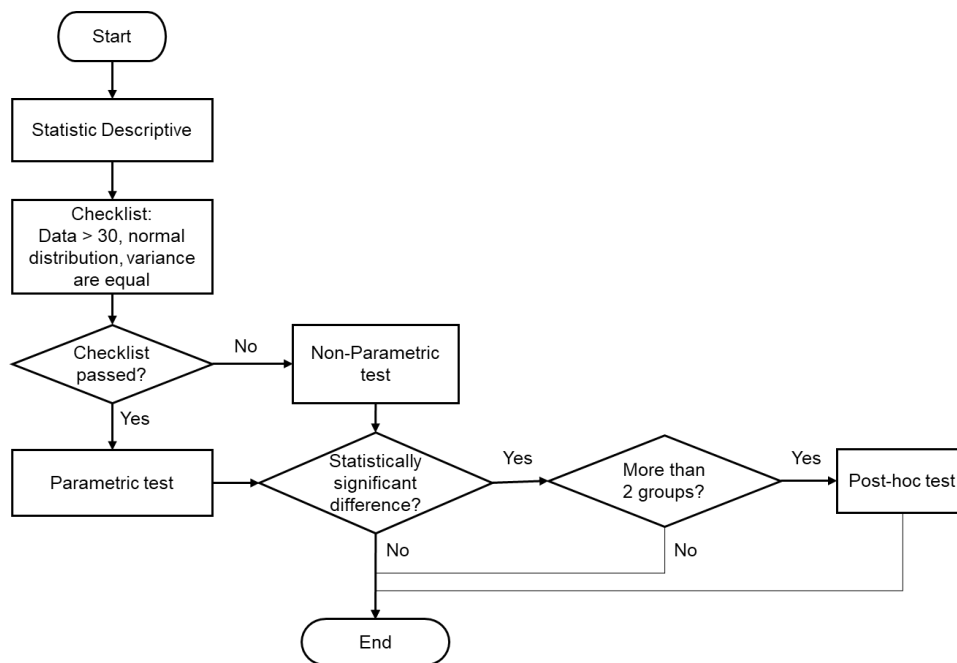 Start
Statistic Descriptive
Checklist:
Data > 30, normal
distribution, variance
are equal
Checklist
passed?
No
Non-Parametric
test
Yes
Parametric test
Statistically
significant
difference?
Yes
More than
2 groups?
Yes
Post-hoc test
No
No
End